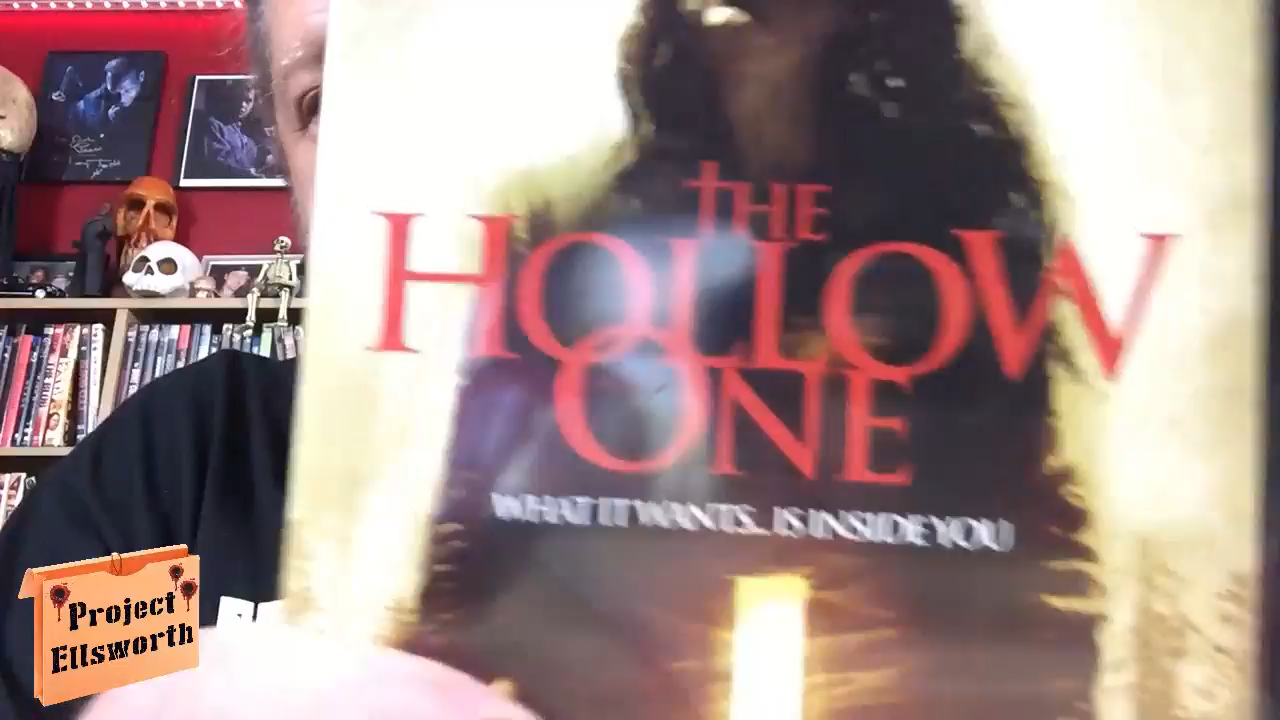 THE
HOLLOW
ONE
WHAT IT WANTS.. IS INSIDE YOU
Project
Ellsworth